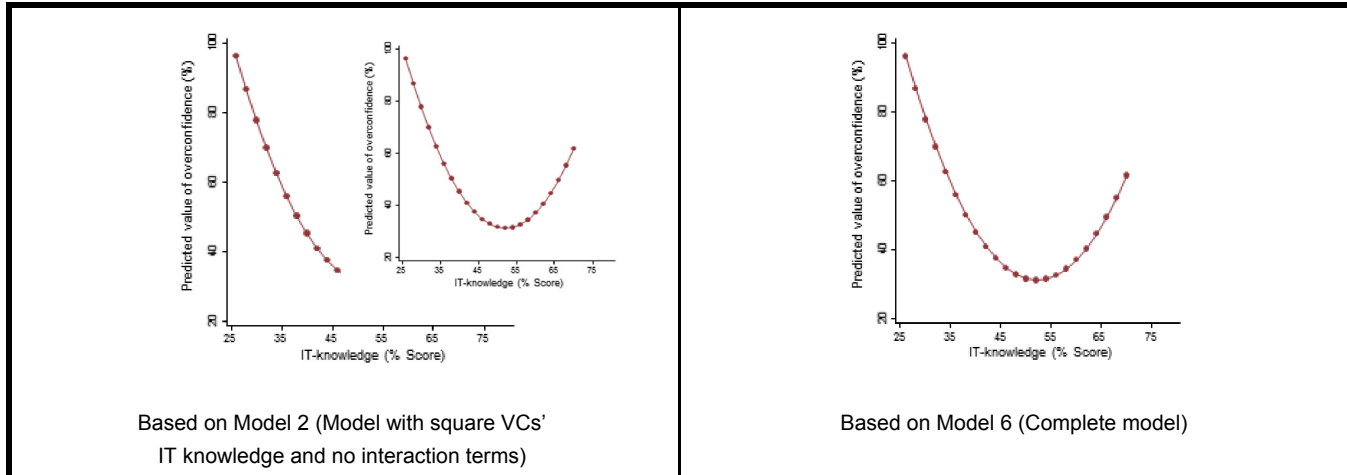 Predicted value of overconfidence (%)
100
80
60
40
20
25 35 45 55 65 75
IT-knowledge (% Score)
Predicted value of overconfidence (%)
100
80
60
40
20
25 35 45 55 65 75
IT-knowledge (% Score)
Based on Model 2 (Model with square VCs’
IT knowledge and no interaction terms)
Predicted value of overconfidence (%)
100
80
60
40
20
25 35 45 55 65 75
IT-knowledge (% Score)
Based on Model 6 (Complete model)